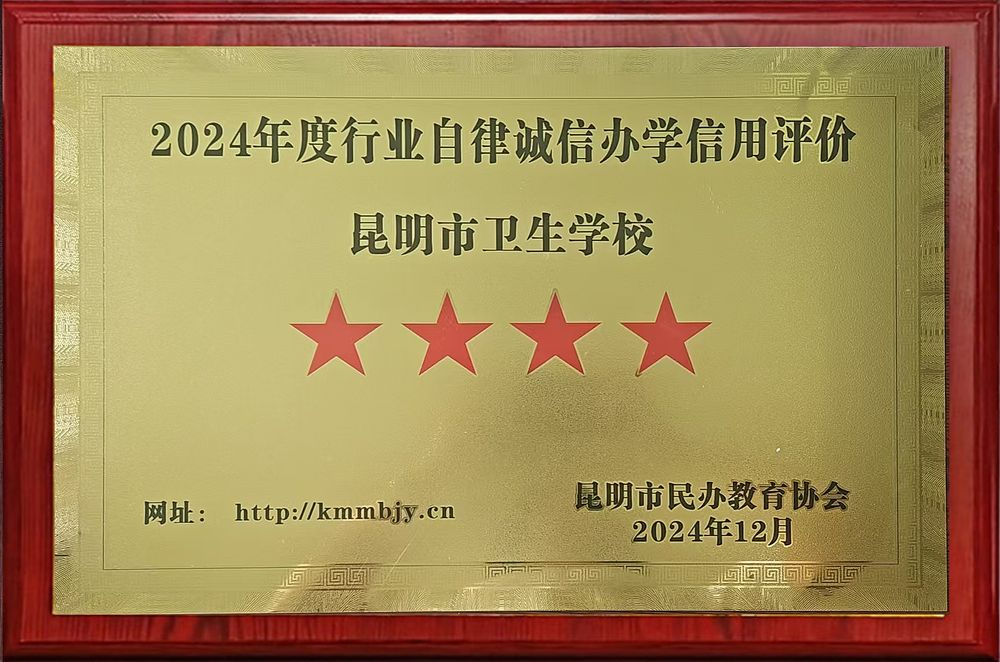 2024年度行业自律诚信办学信用评价
昆明市卫生学校
网址： http://kmmbjy.cn
昆明市民办教育协会
2024年12月